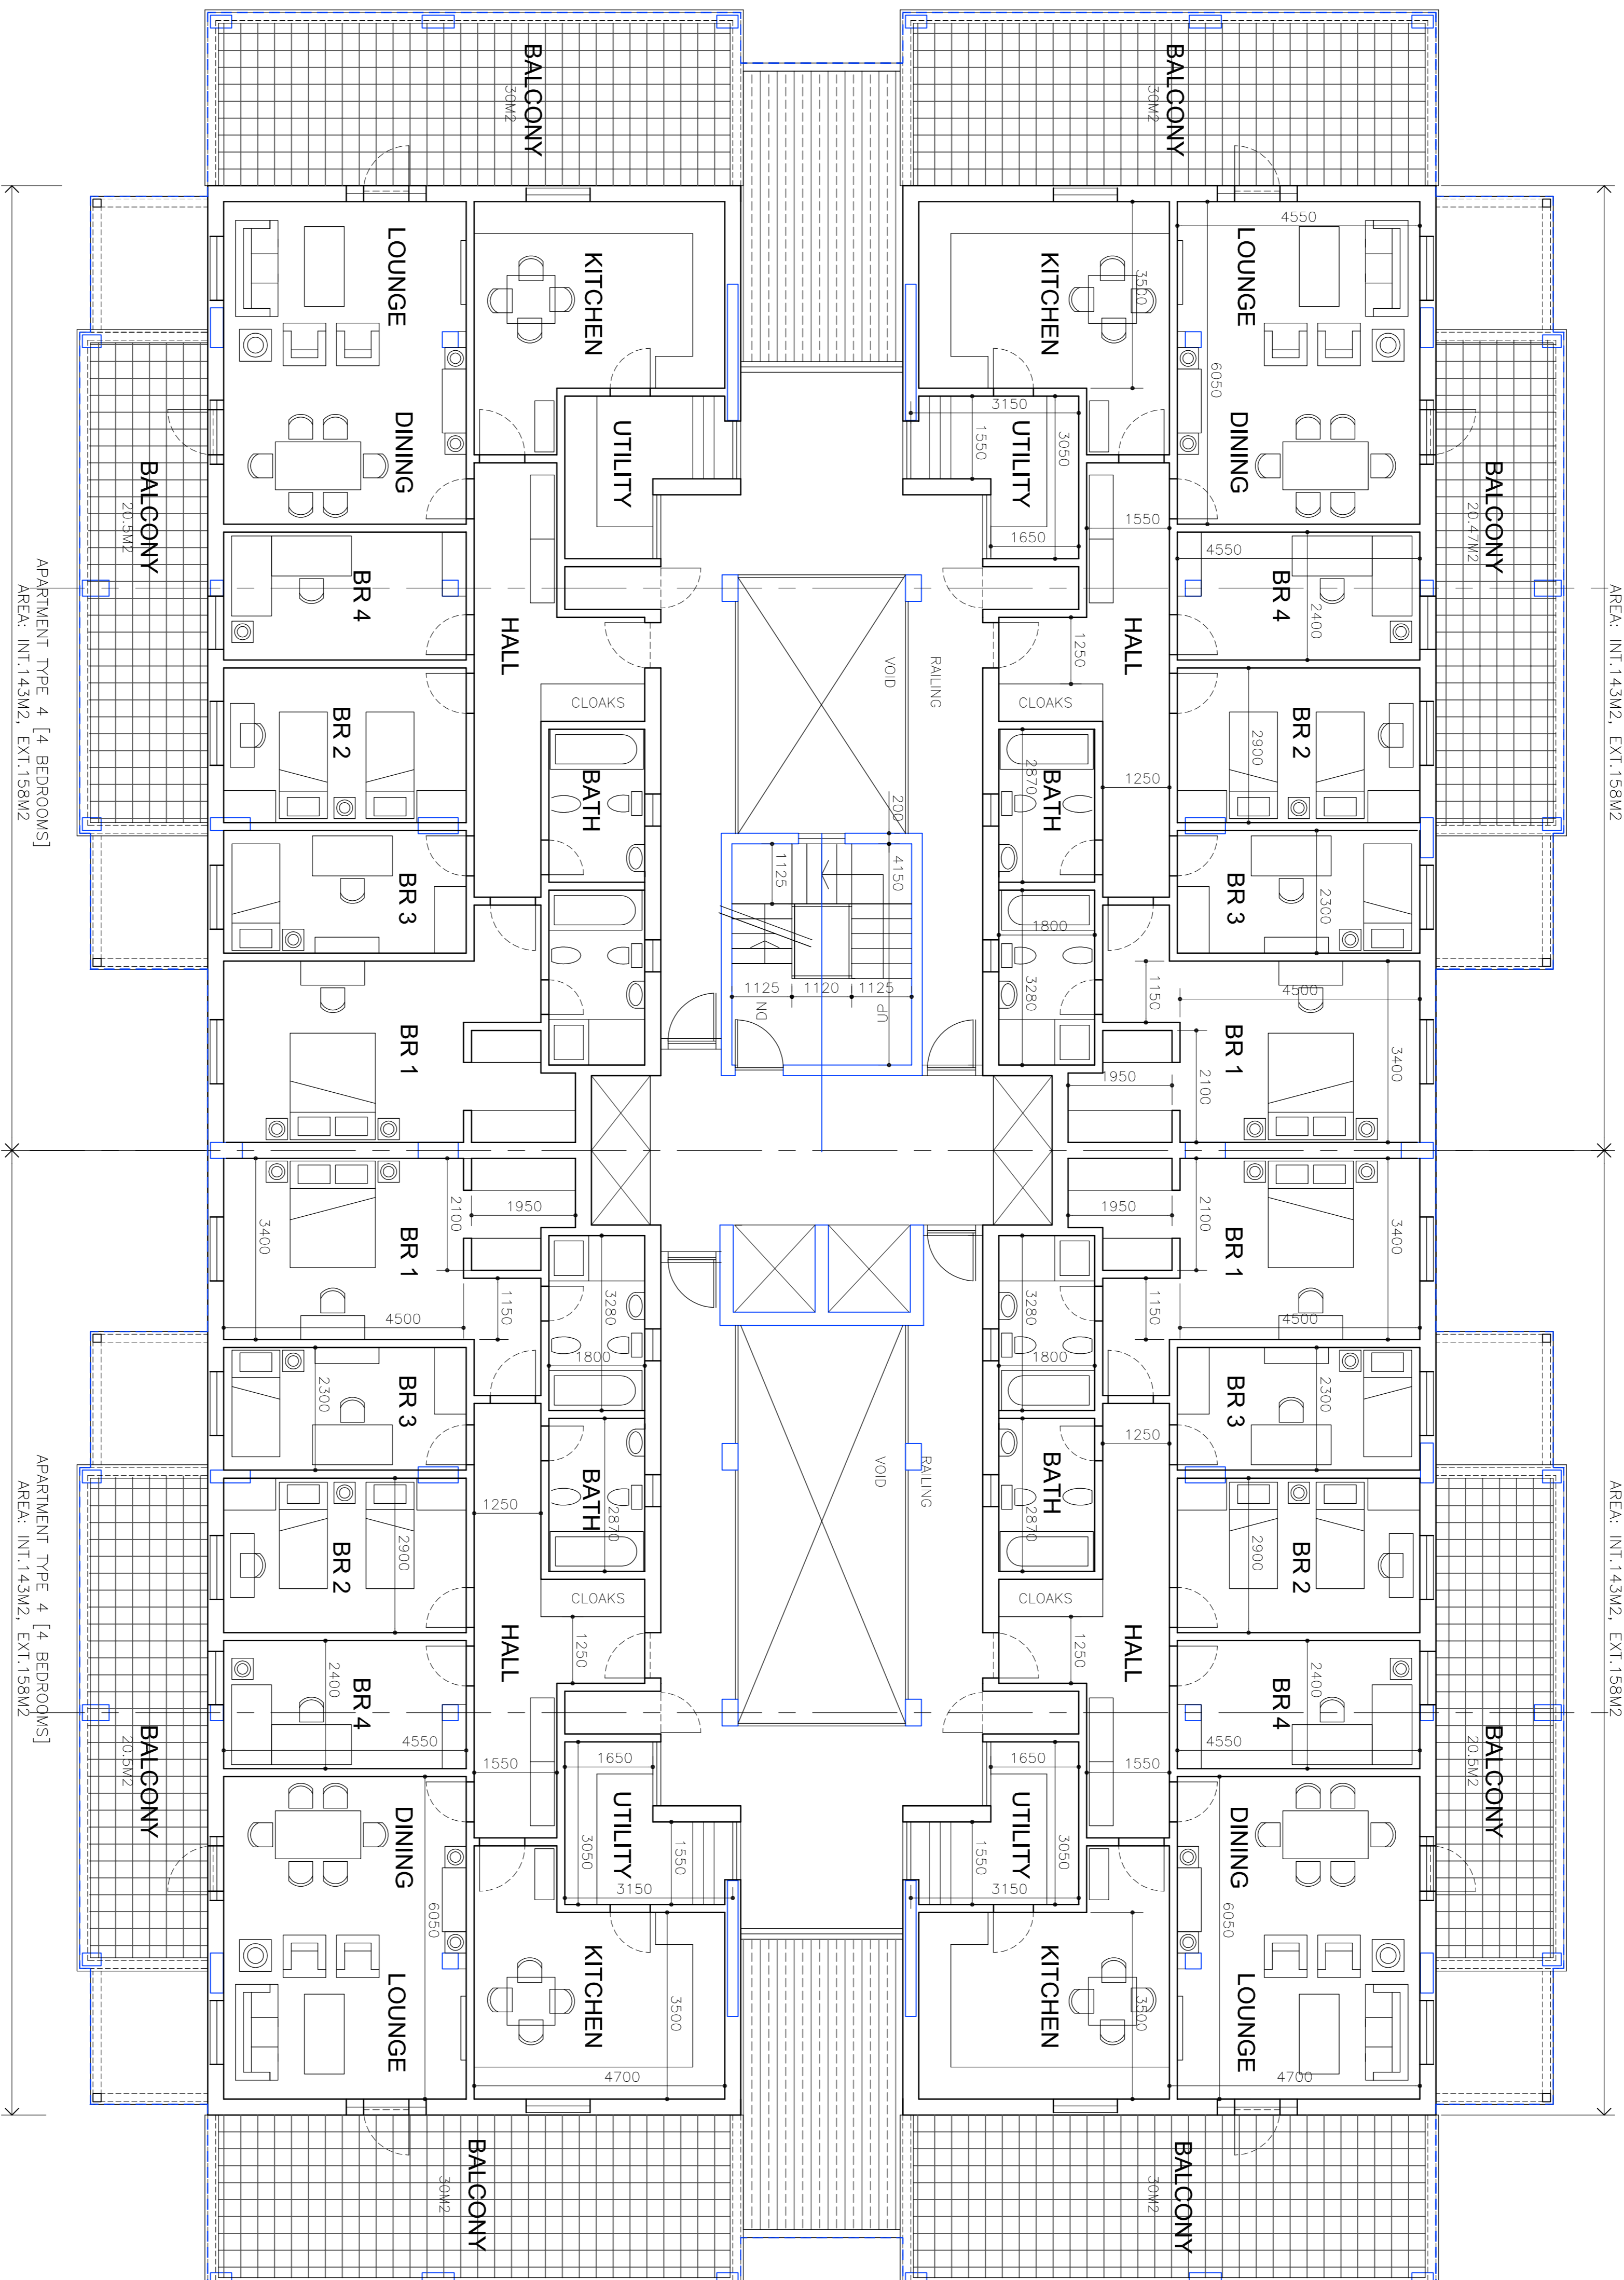 AREA: INT.143M2, EXT.158M2
AREA: INT.143M2, EXT.158M2
BALCONY
20.47M2
BALCONY
20.5M2
3400
3400
2300
2300
2400
2400
4550
4500
4500
4700
BR 2
BR 2
BR 4
BR 4
2900
2900
LOUNGE
DINING
BR 3
BR 1
BR 1
BR 3
DINING
LOUNGE
6050
6050
4550
4550
2100
2100
BALCONY
30M2
BALCONY
30M2
1150
1150
3500
3500
HALL
HALL
1550
1250
1250
1550
1950
1950
1250
1250
KITCHEN
BATH
BATH
KITCHEN
3050
3050
1800
1800
2870
3280
3280
2870
UTILITY
UTILITY
3150
1650
1650
3150
1550
1550
RAILING
RAILING
VOID
VOID
200
4150
UP
1125
1120
1125
1125
DN
CLOAKS
CLOAKS
CLOAKS
CLOAKS
1550
3500
UTILITY
UTILITY
3150
1650
3050
KITCHEN
BATH
BATH
KITCHEN
3280
2870
1800
1250
4700
BALCONY
30M2
BALCONY
30M2
HALL
HALL
1950
1150
1250
1550
2100
6050
LOUNGE
DINING
BR 3
BR 1
BR 1
BR 3
DINING
LOUNGE
4500
4550
2900
BR 4
BR 4
BR 2
BR 2
2400
2300
3400
BALCONY
20.5M2
BALCONY
20.5M2
APARTMENT TYPE 4 [4 BEDROOMS]
AREA: INT.143M2, EXT.158M2
APARTMENT TYPE 4 [4 BEDROOMS]
AREA: INT.143M2, EXT.158M2